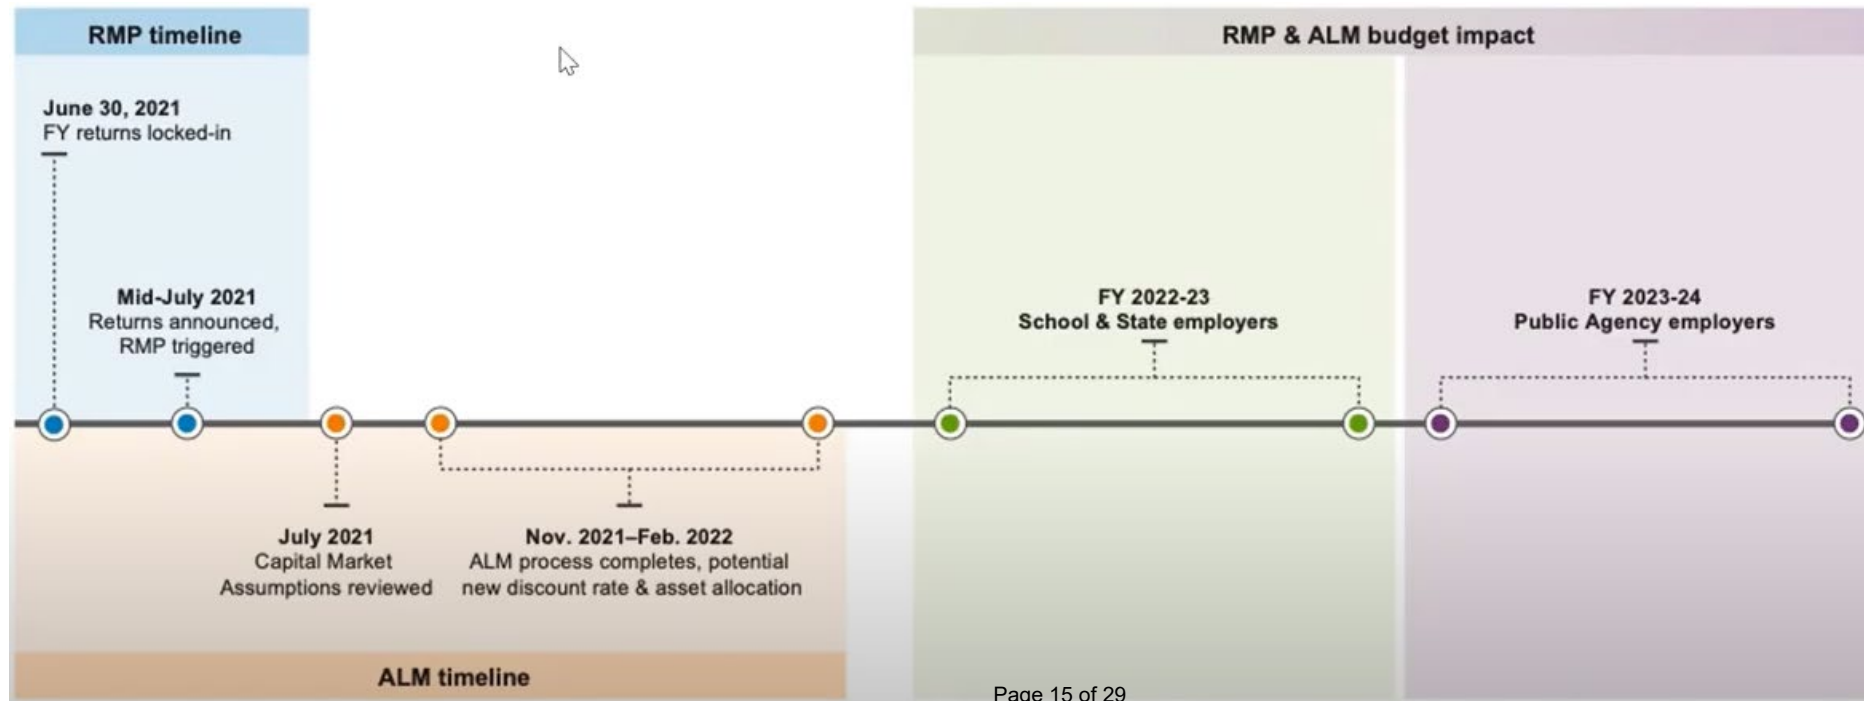 RMP timeline
RMP & ALM budget impact
June 30, 2021
FY returns locked-in
Mid-July 2021
Returns announced,
RMP triggered
FY 2022-23
School & State employers
FY 2023-24
Public Agency employers
July 2021
Capital Market
Assumptions reviewed
Nov. 2021–Feb. 2022
ALM process completes, potential
new discount rate & asset allocation
ALM timeline
Page 15 of 29